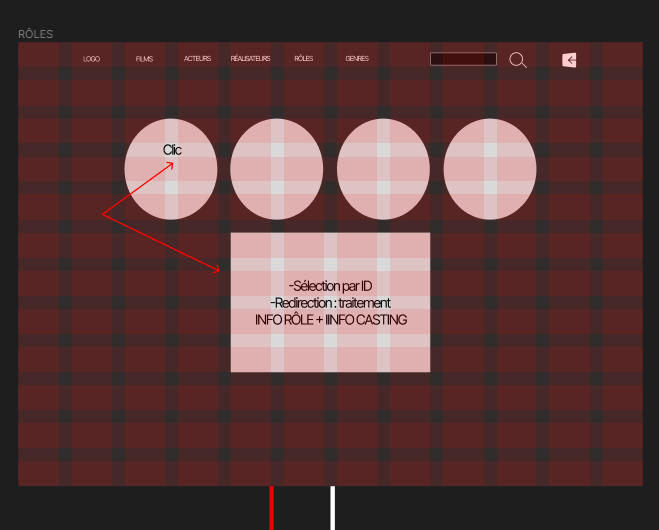 RÔLES
LOGO FILMS ACTEURS RÉALISATEURS RÔLES GENRES
Clic
-Sélection par ID
-Redirection : traitement
INFO RÔLE + IINFO CASTING